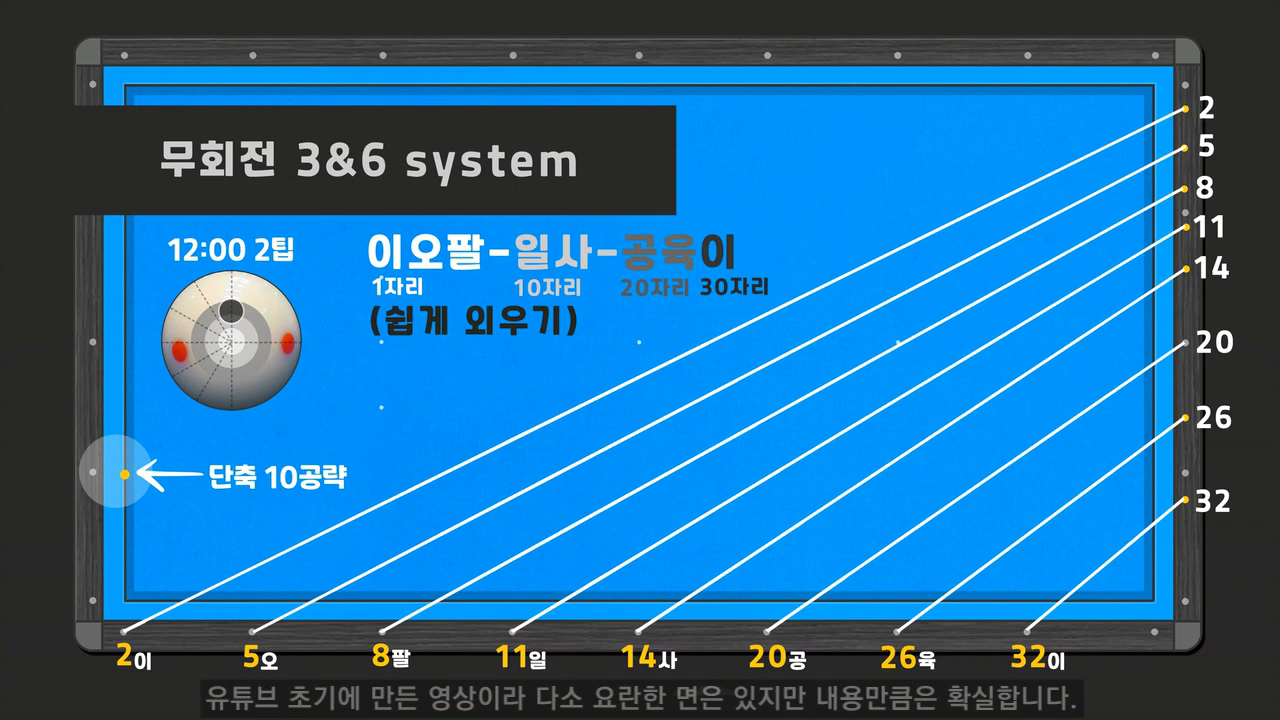 무회전 3&6 system
12:00 2팁
이오팔-일사-공육이
1자리 10자리 20자리 30자리
(쉽게 외우기)
단축 10공략
2
5
8
11
14
20
26
32
2이 5오 8팔 11일 14사 20공 26육 32이
유튜브 초기에 만든 영상이라 다소 요란한 면은 있지만 내용만큼은 확실합니다.